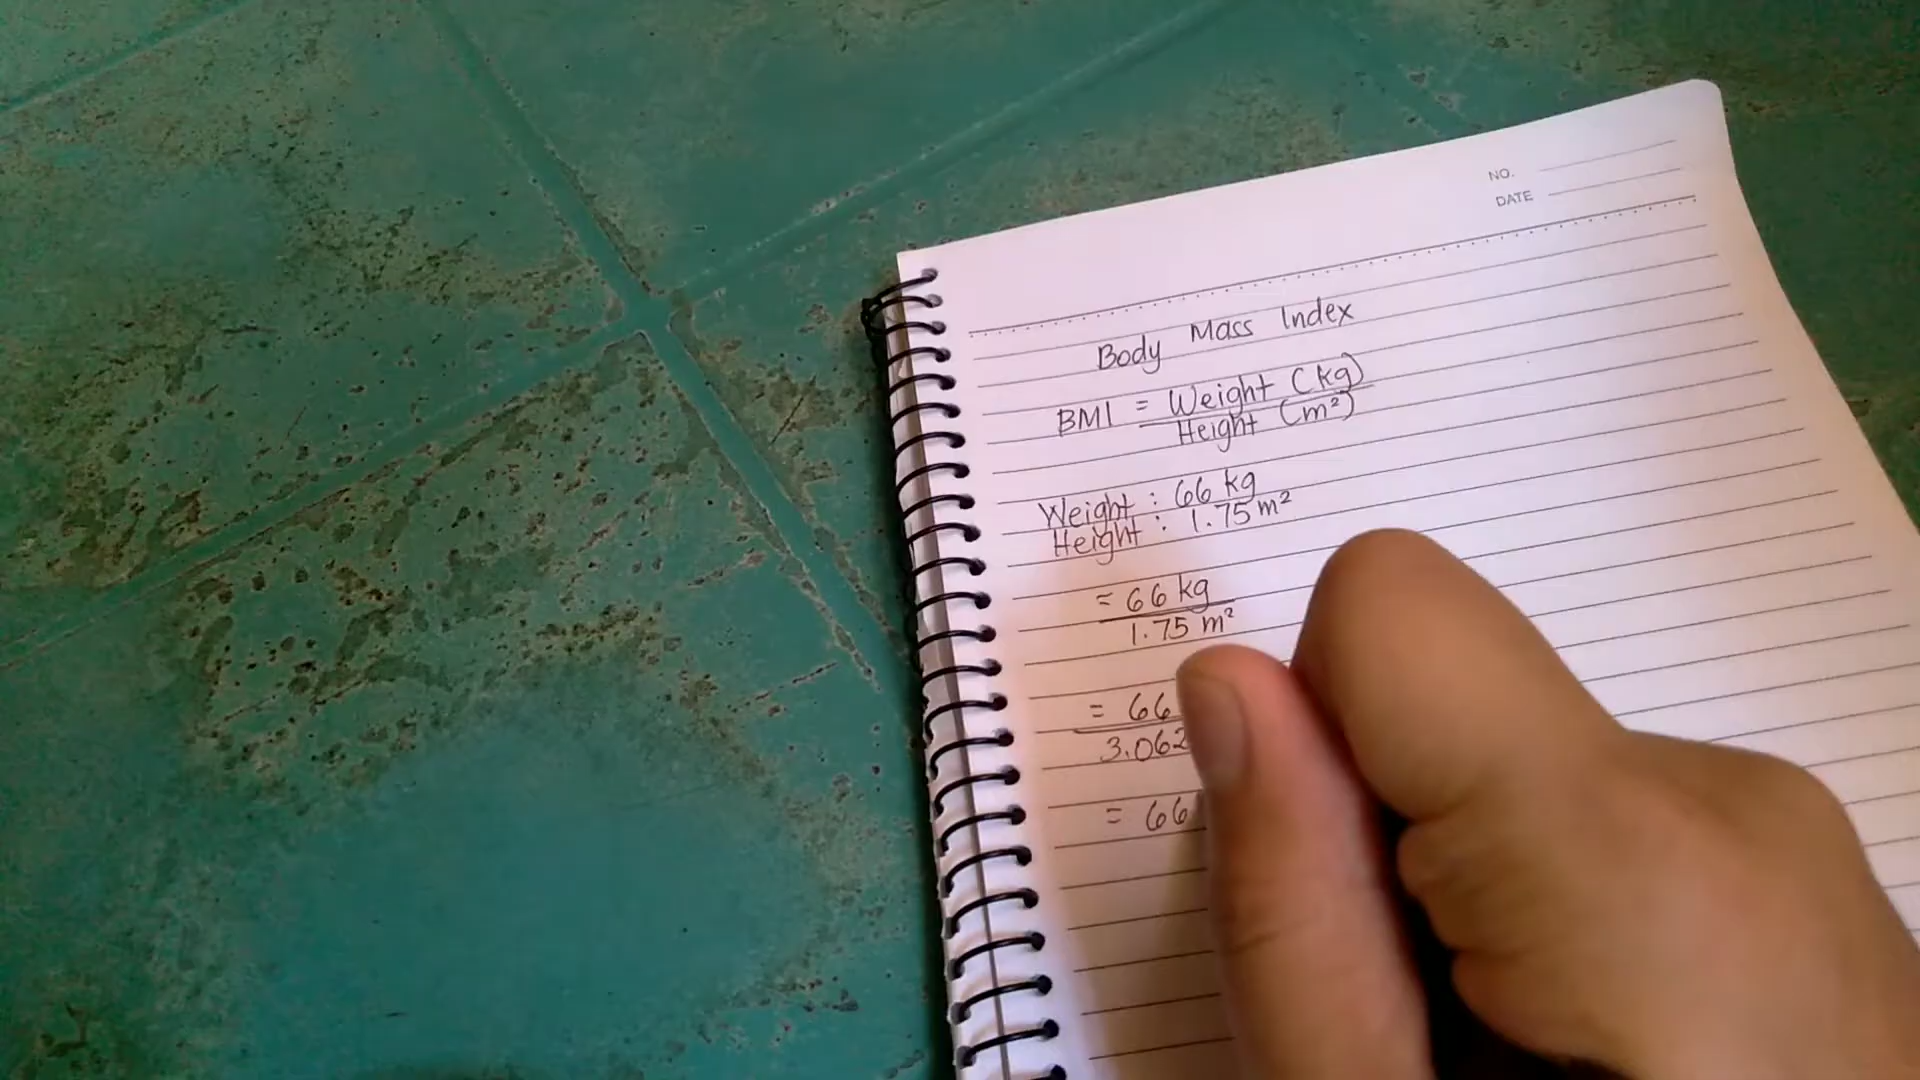 NO.
DATE
Body Mass Index
BMI = Weight (kg)
Height (m²)
Weight : 66 kg
Height : 1.75 m²
= 66 kg
1.75 m²
= 66
3.062
= 66